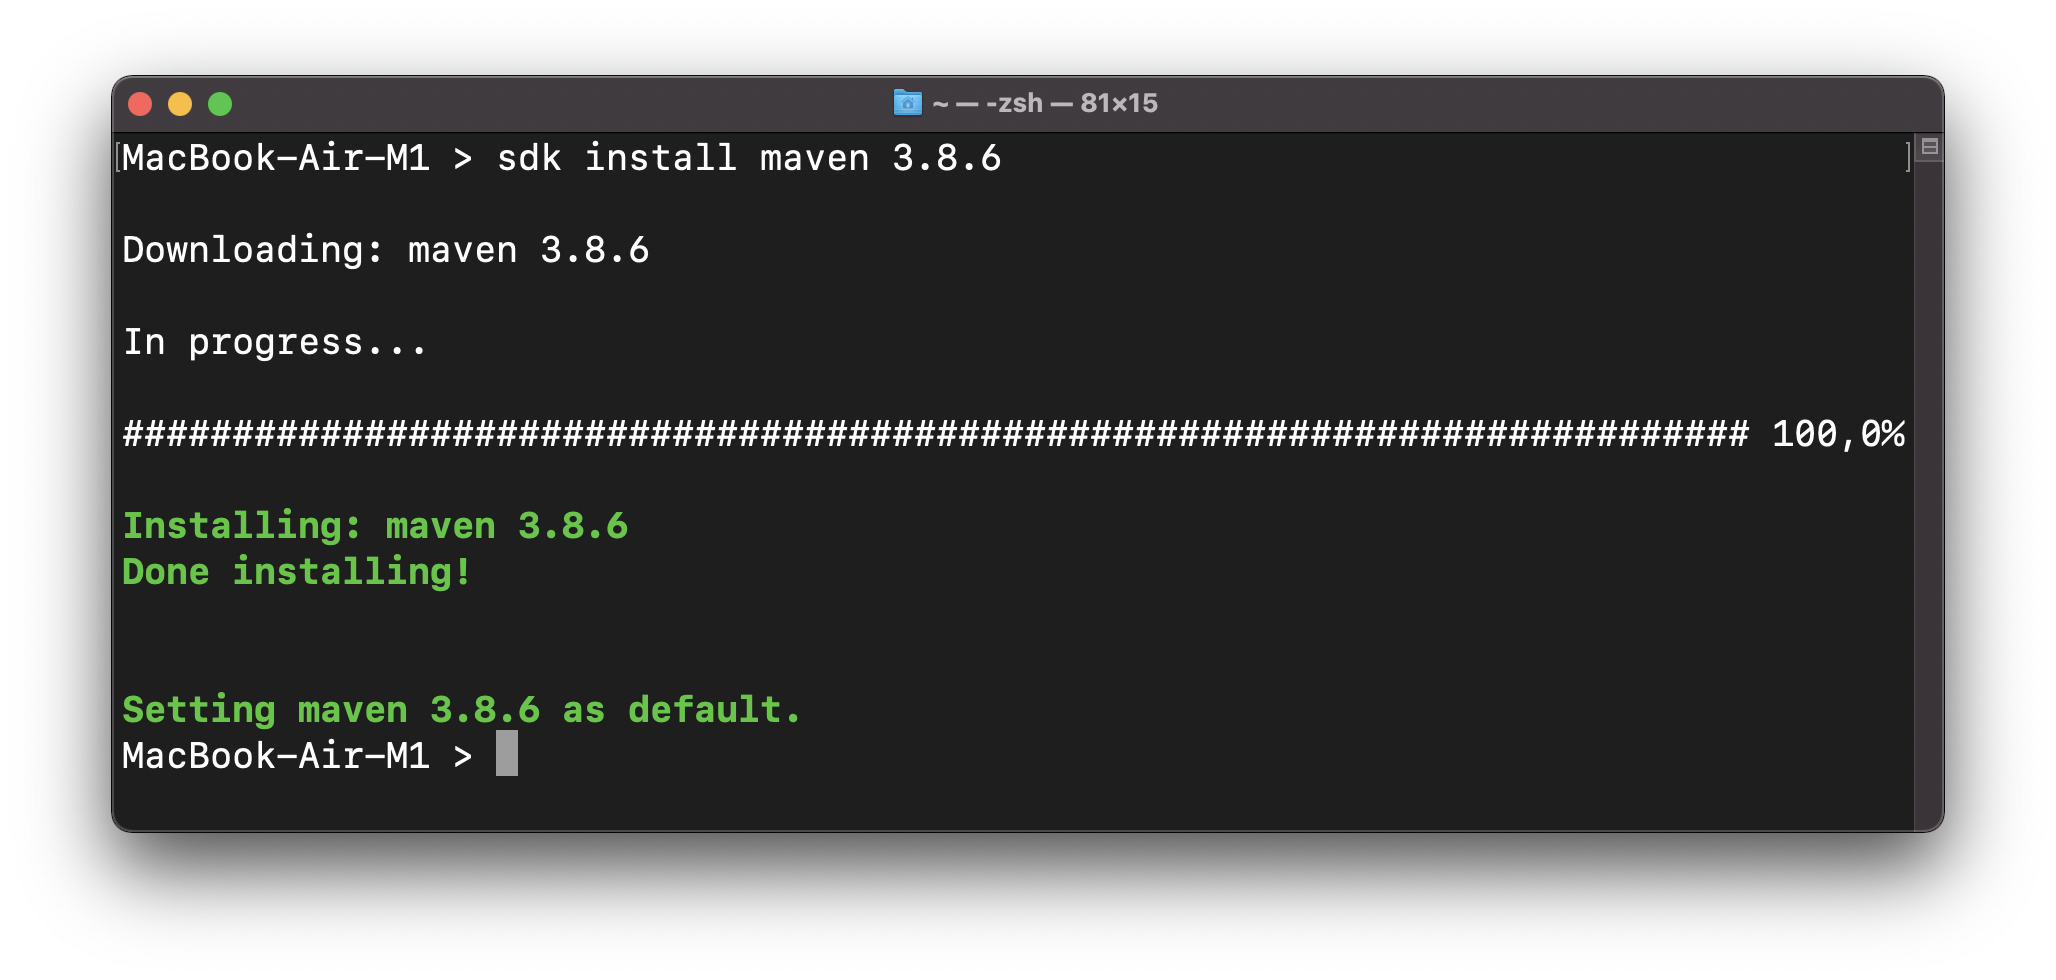 ~ — -zsh — 81×15
MacBook-Air-M1 > sdk install maven 3.8.6
Downloading: maven 3.8.6
In progress...
########################################################################## 100,0%
Installing: maven 3.8.6
Done installing!
Setting maven 3.8.6 as default.
MacBook-Air-M1 >